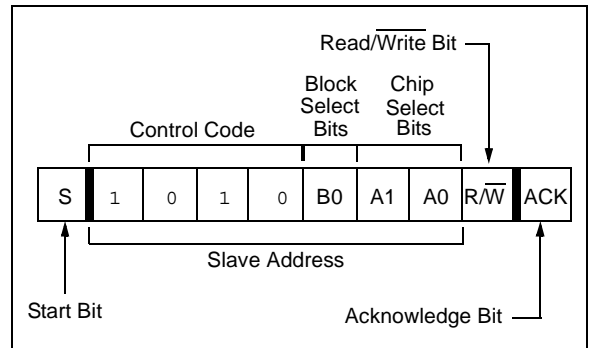 Read/Write Bit
Block Chip
Select Select
Control Code Bits Bits
S 1 0 1 0 B0 A1 A0 R/W ACK
Slave Address
Start Bit
Acknowledge Bit